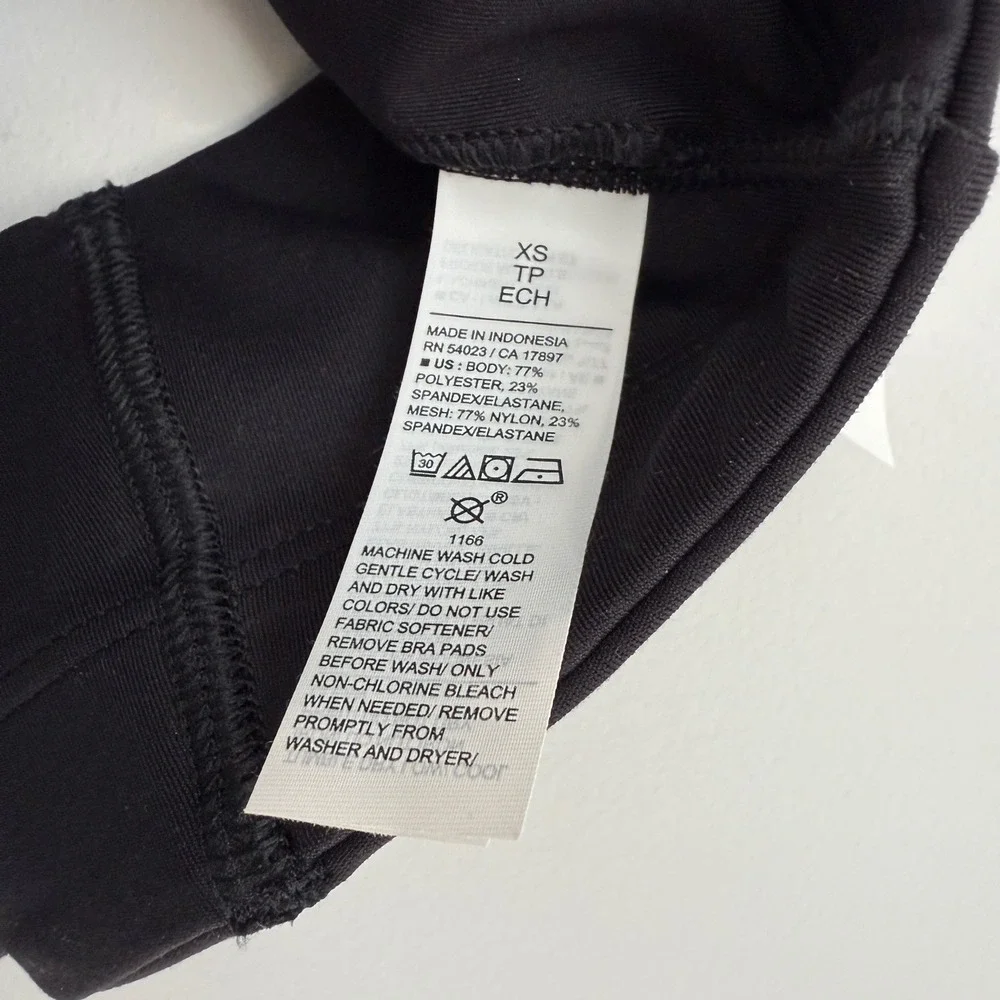 XS
TP
ECH
MADE IN INDONESIA
RN 54023 / CA 17897
■ US : BODY: 77%
POLYESTER, 23%
SPANDEX/ELASTANE,
MESH: 77% NYLON, 23%
SPANDEX/ELASTANE
30
®
1166
MACHINE WASH COLD
GENTLE CYCLE/ WASH
AND DRY WITH LIKE
COLORS/ DO NOT USE
FABRIC SOFTENER/
REMOVE BRA PADS
BEFORE WASH/ ONLY
NON-CHLORINE BLEACH
WHEN NEEDED/ REMOVE
PROMPTLY FROM
WASHER AND DRYER/